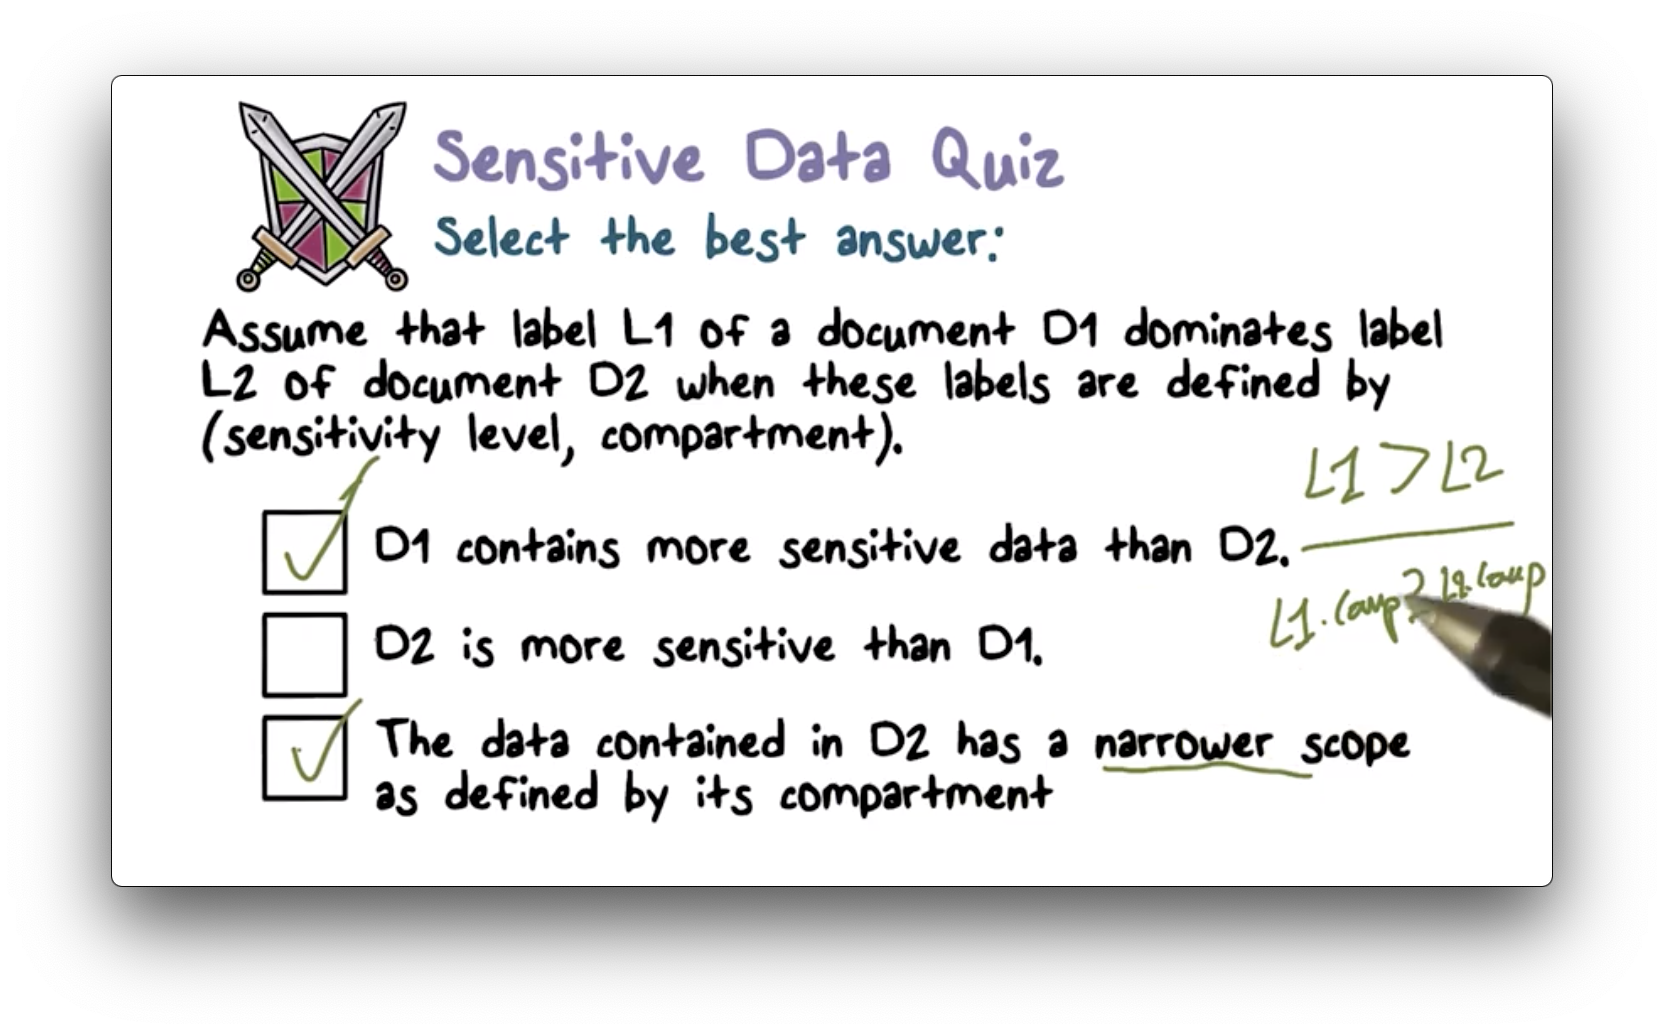 Sensitive Data Quiz
Select the best answer:
Assume that label L1 of a document D1 dominates label
L2 of document D2 when these labels are defined by
(sensitivity level, compartment).
L1 > L2
D1 contains more sensitive data than D2.
L1.Comp
D2 is more sensitive than D1.
The data contained in D2 has a narrower scope
as defined by its compartment